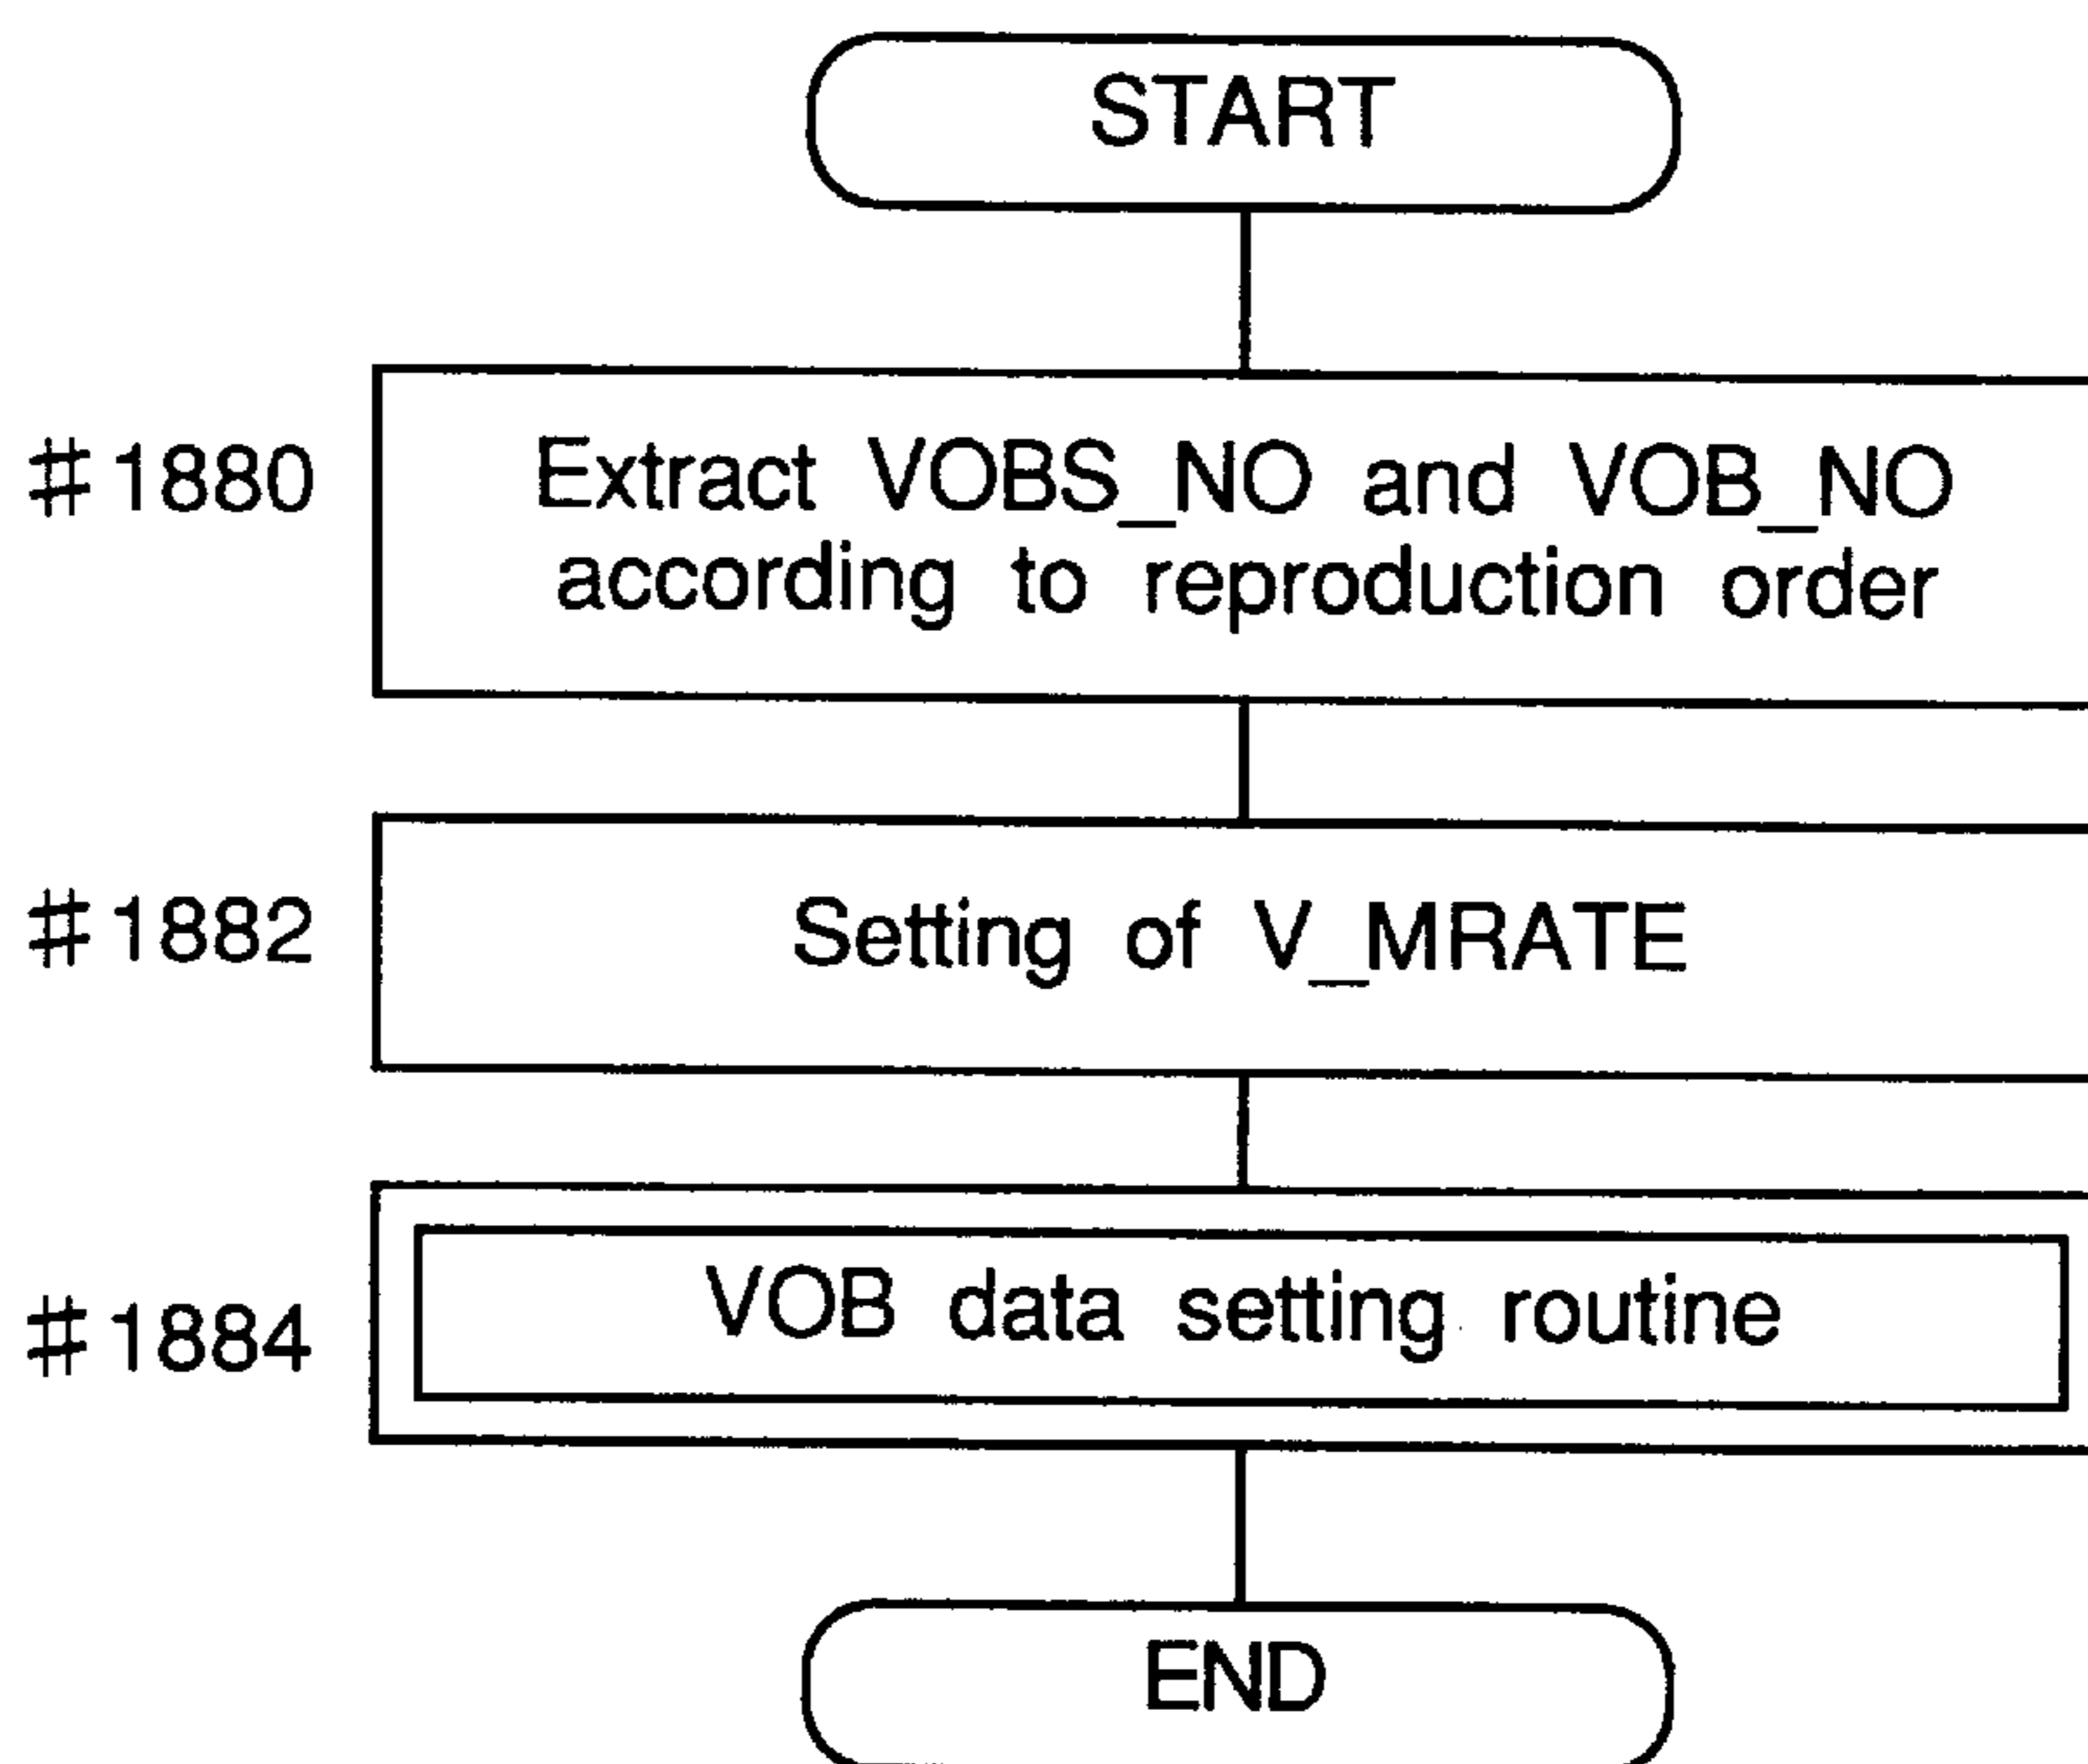 START
#1880
Extract VOBS_NO and VOB_NO
according to reproduction order
#1882
Setting of V_MRATE
#1884
VOB data setting routine
END